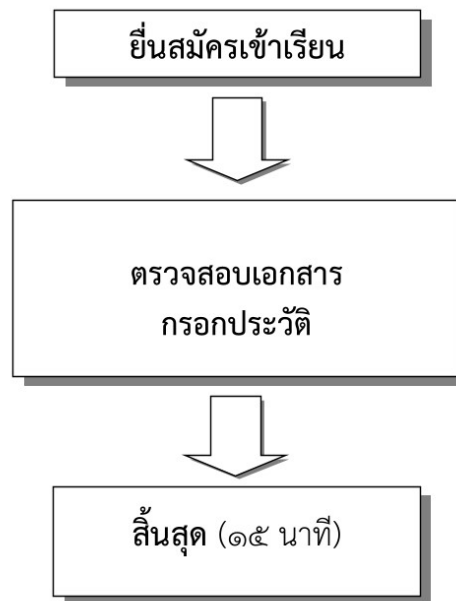 ยื่นสมัครเข้าเรียน
ตรวจสอบเอกสาร
กรอกประวัติ
สิ้นสุด (๑๕ นาที)